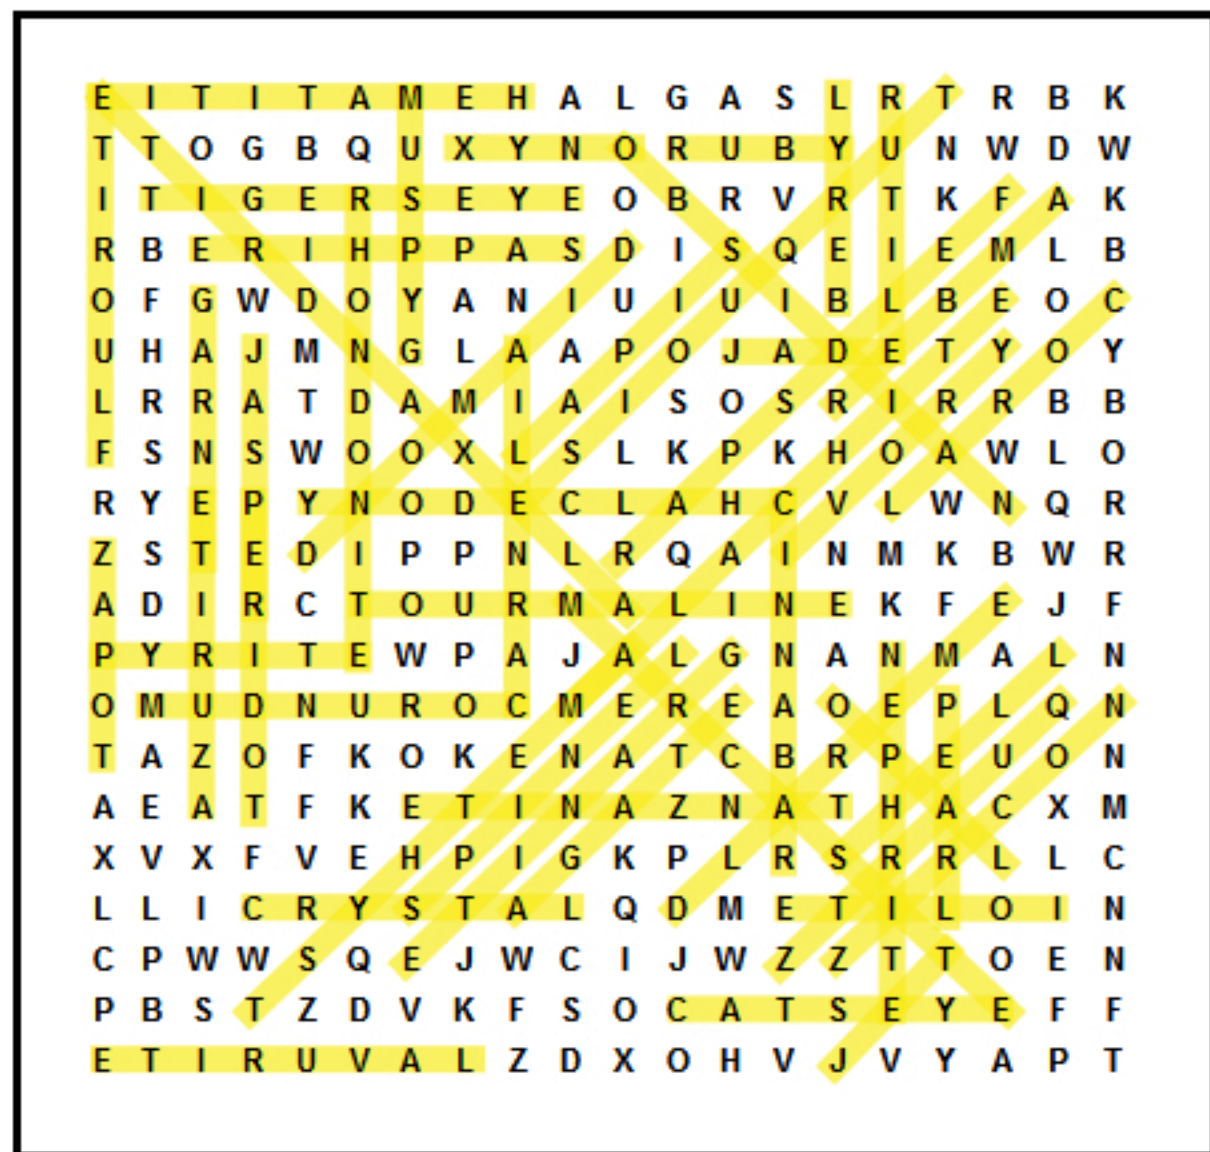 E I T I T A M E H A L G A S L R T R B K
T T O G B Q U X Y N O R U B Y U N W D W
I T I G E R S E Y E O B R V R T K F A K
R B E R I H P P A S D I S Q E I E M L B
O F G W D O Y A N I U I U I B L B E O C
U H A J M N G L A A P O J A D E T Y O Y
L R R A T D A M I A I S O S R I R R B B
F S N S W O O X L S L K P K H O A W L O
R Y E P Y N O D E C L A H C V L W N Q R
Z S T E D I P P N L R Q A I N M K B W R
A D I R C T O U R M A L I N E K F E J F
P Y R I T E W P A J A L G N A N M A L N
O M U D N U R O C M E R E A O E P L Q N
T A Z O F K O K E N A T C B R P E U O N
A E A T F K E T I N A Z N A T H A C X M
X V X F V E H P I G K P L R S R R L L C
L L I C R Y S T A L Q D M E T I L O I N
C P W W S Q E J W C I J W Z Z T T O E N
P B S T Z D V K F S O C A T S E Y E F F
E T I R U V A L Z D X O H V J V Y A P T